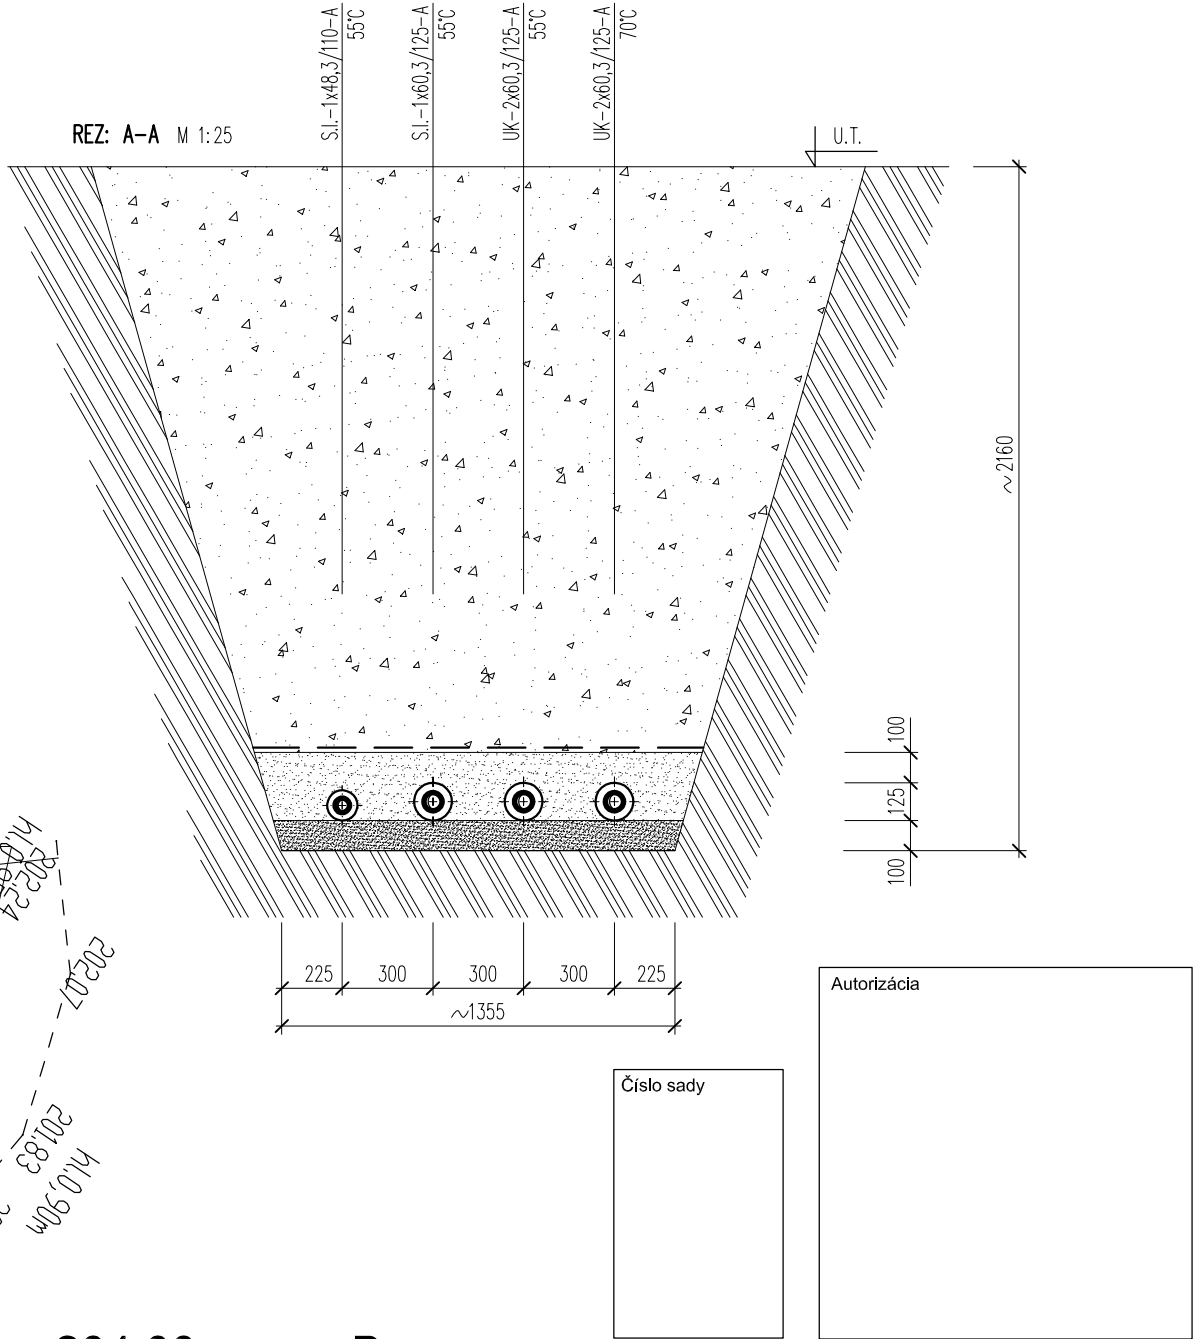 S.I.-1x48,3/110-A
55°C
S.I.-1x60,3/125-A
55°C
UK-2x60,3/125-A
55°C
UK-2x60,3/125-A
70°C
REZ: A-A M 1:25
U.T.
~2160
100
125
100
202,24
202,07
201,83
hl.0,90m
225 300 300 300 225
~1355
Autorizácia
Číslo sady